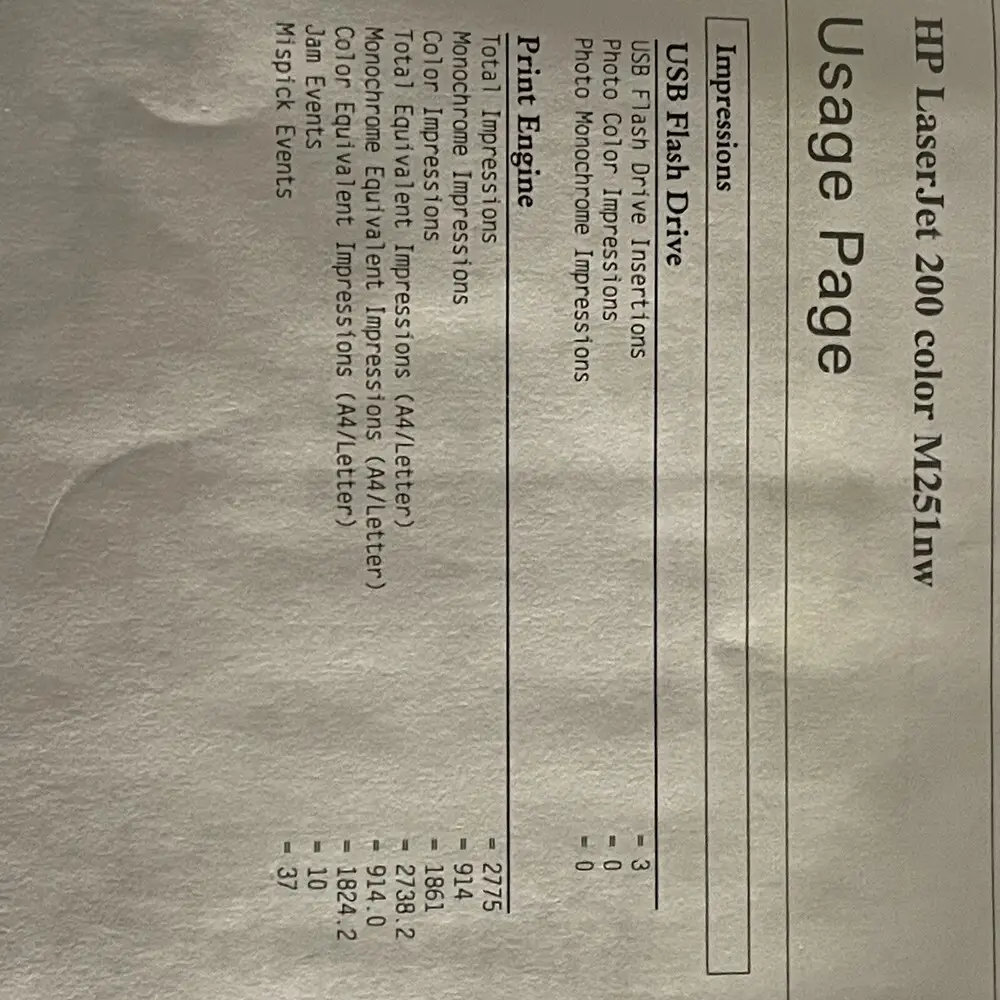 HP LaserJet 200 color M251nw
Usage Page
Impressions
USB Flash Drive
USB Flash Drive Insertions = 3
Photo Color Impressions = 0
Photo Monochrome Impressions = 0
Print Engine
Total Impressions = 2775
Monochrome Impressions = 914
Color Impressions = 1861
Total Equivalent Impressions (A4/Letter) = 2738.2
Monochrome Equivalent Impressions (A4/Letter) = 914.0
Color Equivalent Impressions (A4/Letter) = 1824.2
Jam Events = 10
Mispick Events = 37